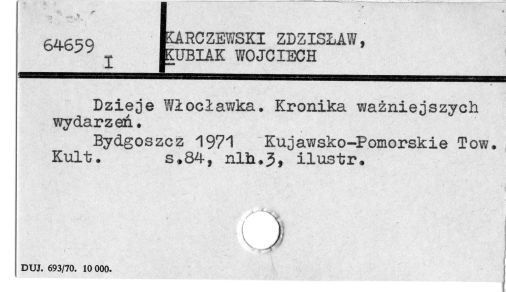 64659
I
KARCZEWSKI ZDZISŁAW,
KUBIAK WOJCIECH
Dzieje Włocławka. Kronika ważniejszych
wydarzeń.
Bydgoszcz 1971 Kujawsko-Pomorskie Tow.
Kult. s.84, nlb.3, ilustr.
DUJ. 693/70. 10 000.